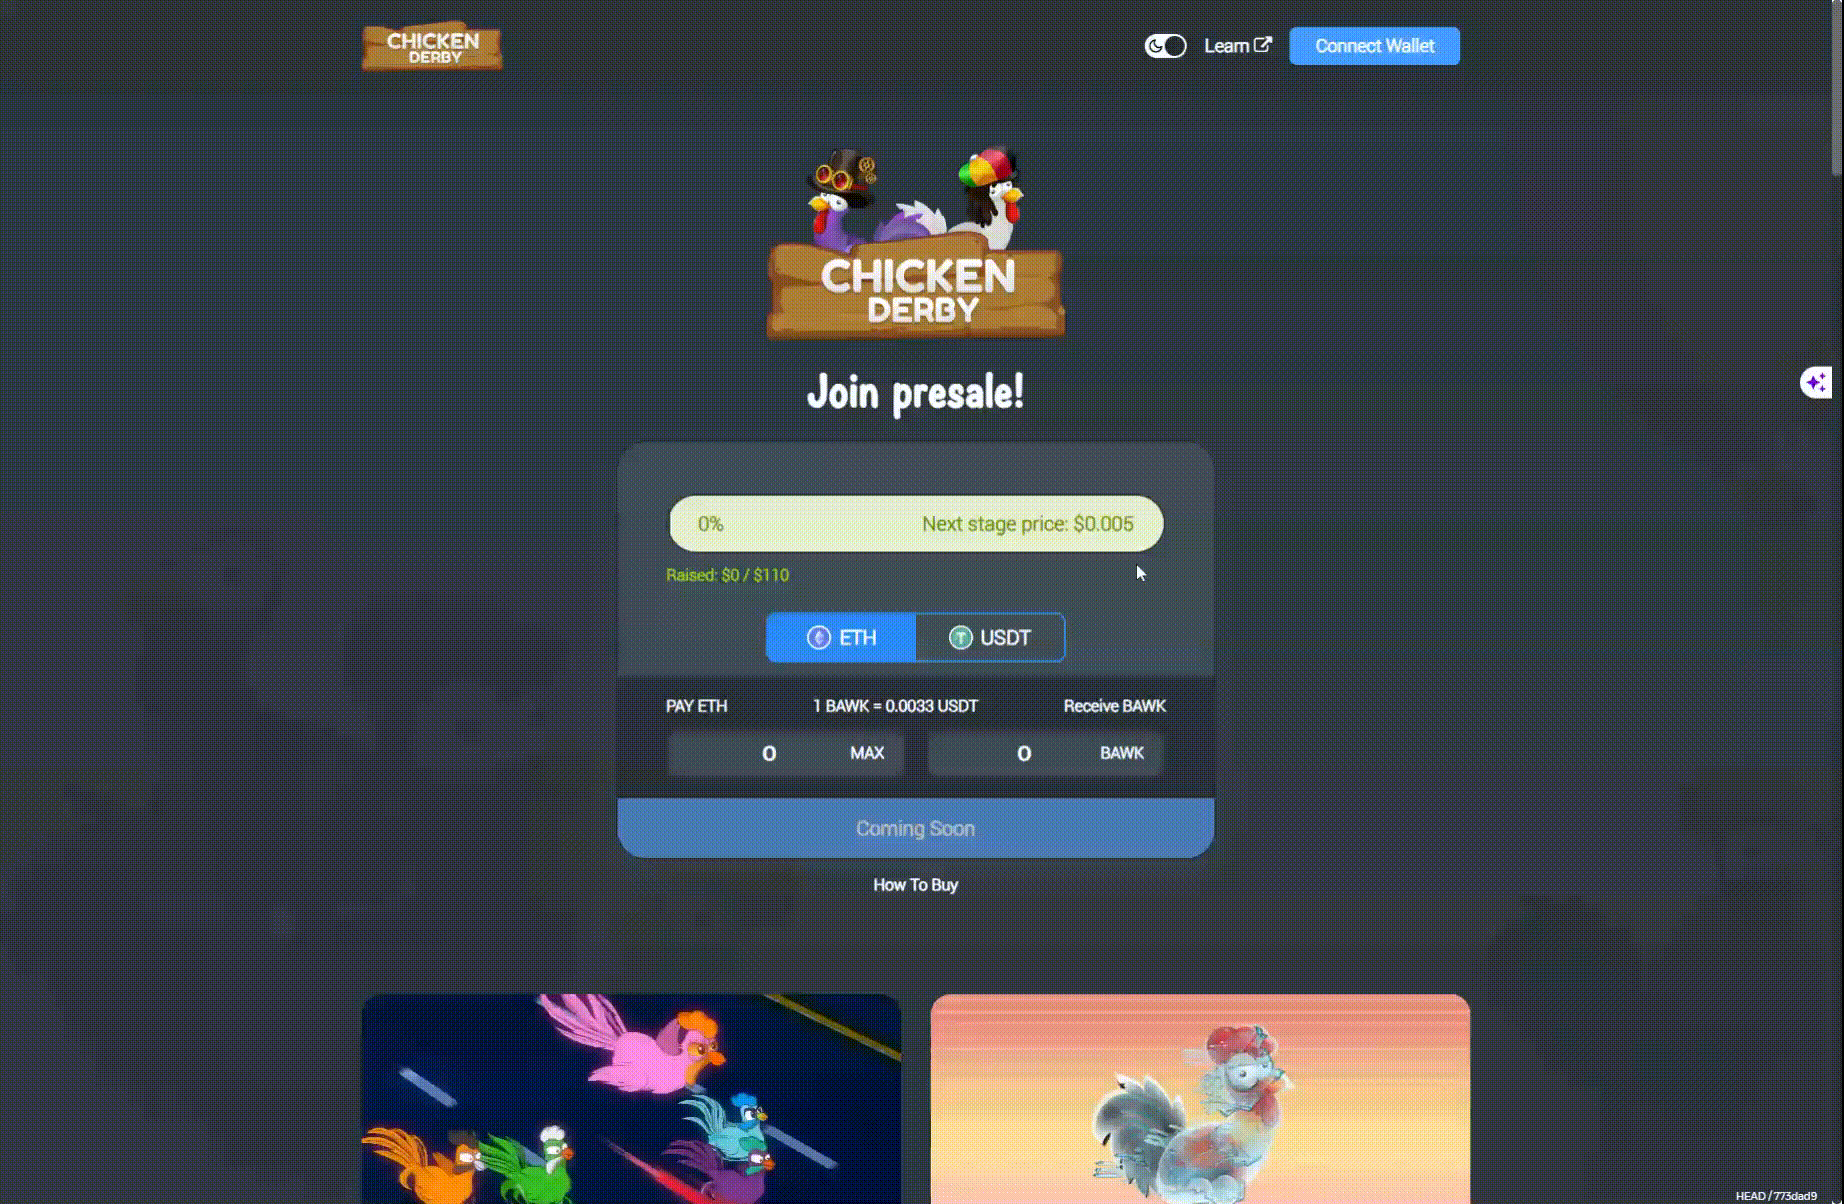 CHICKEN
DERBY
Learn
Connect Wallet
CHICKEN
DERBY
Join presale!
0%
Next stage price: $0.005
Raised: $0 / $110
ETH
USDT
PAY ETH
1 BAWK = 0.0033 USDT
Receive BAWK
0
MAX
0
BAWK
Coming Soon
How To Buy
HEAD / 773dad9